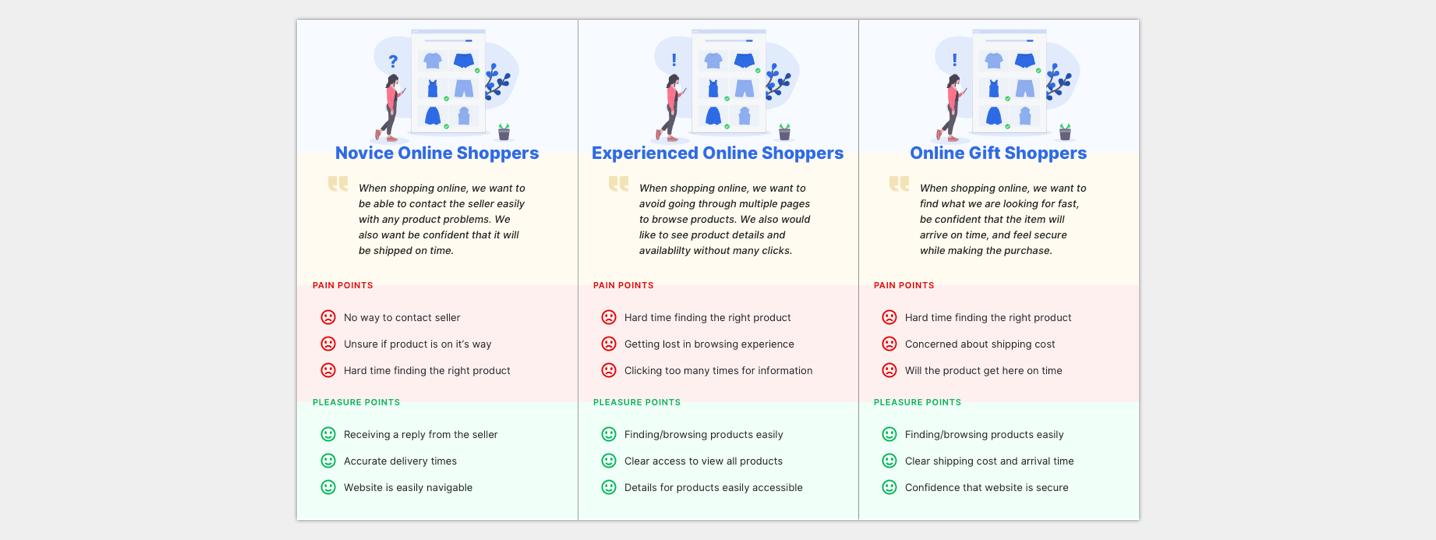 ?
Novice Online Shoppers
When shopping online, we want to
be able to contact the seller easily
with any product problems. We
also want be confident that it will
be shipped on time.
PAIN POINTS
No way to contact seller
Unsure if product is on it's way
Hard time finding the right product
PLEASURE POINTS
Receiving a reply from the seller
Accurate delivery times
Website is easily navigable
!
Experienced Online Shoppers
When shopping online, we want to
avoid going through multiple pages
to browse products. We also would
like to see product details and
availablilty without many clicks.
PAIN POINTS
Hard time finding the right product
Getting lost in browsing experience
Clicking too many times for information
PLEASURE POINTS
Finding/browsing products easily
Clear access to view all products
Details for products easily accessible
!
Online Gift Shoppers
When shopping online, we want to
find what we are looking for fast,
be confident that the item will
arrive on time, and feel secure
while making the purchase.
PAIN POINTS
Hard time finding the right product
Concerned about shipping cost
Will the product get here on time
PLEASURE POINTS
Finding/browsing products easily
Clear shipping cost and arrival time
Confidence that website is secure